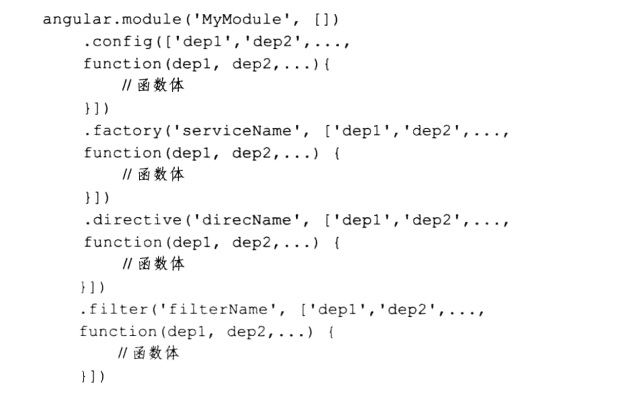 angular.module('MyModule', [])
.config(['dep1','dep2',...,
function(dep1, dep2,...){
//函数体
}])
.factory('serviceName', ['dep1','dep2',...,
function(dep1, dep2,...) {
//函数体
}])
.directive('direcName', ['dep1','dep2',...,
function(dep1, dep2,...) {
//函数体
}])
.filter('filterName', ['dep1','dep2',...,
function(dep1, dep2,...) {
//函数体
}])